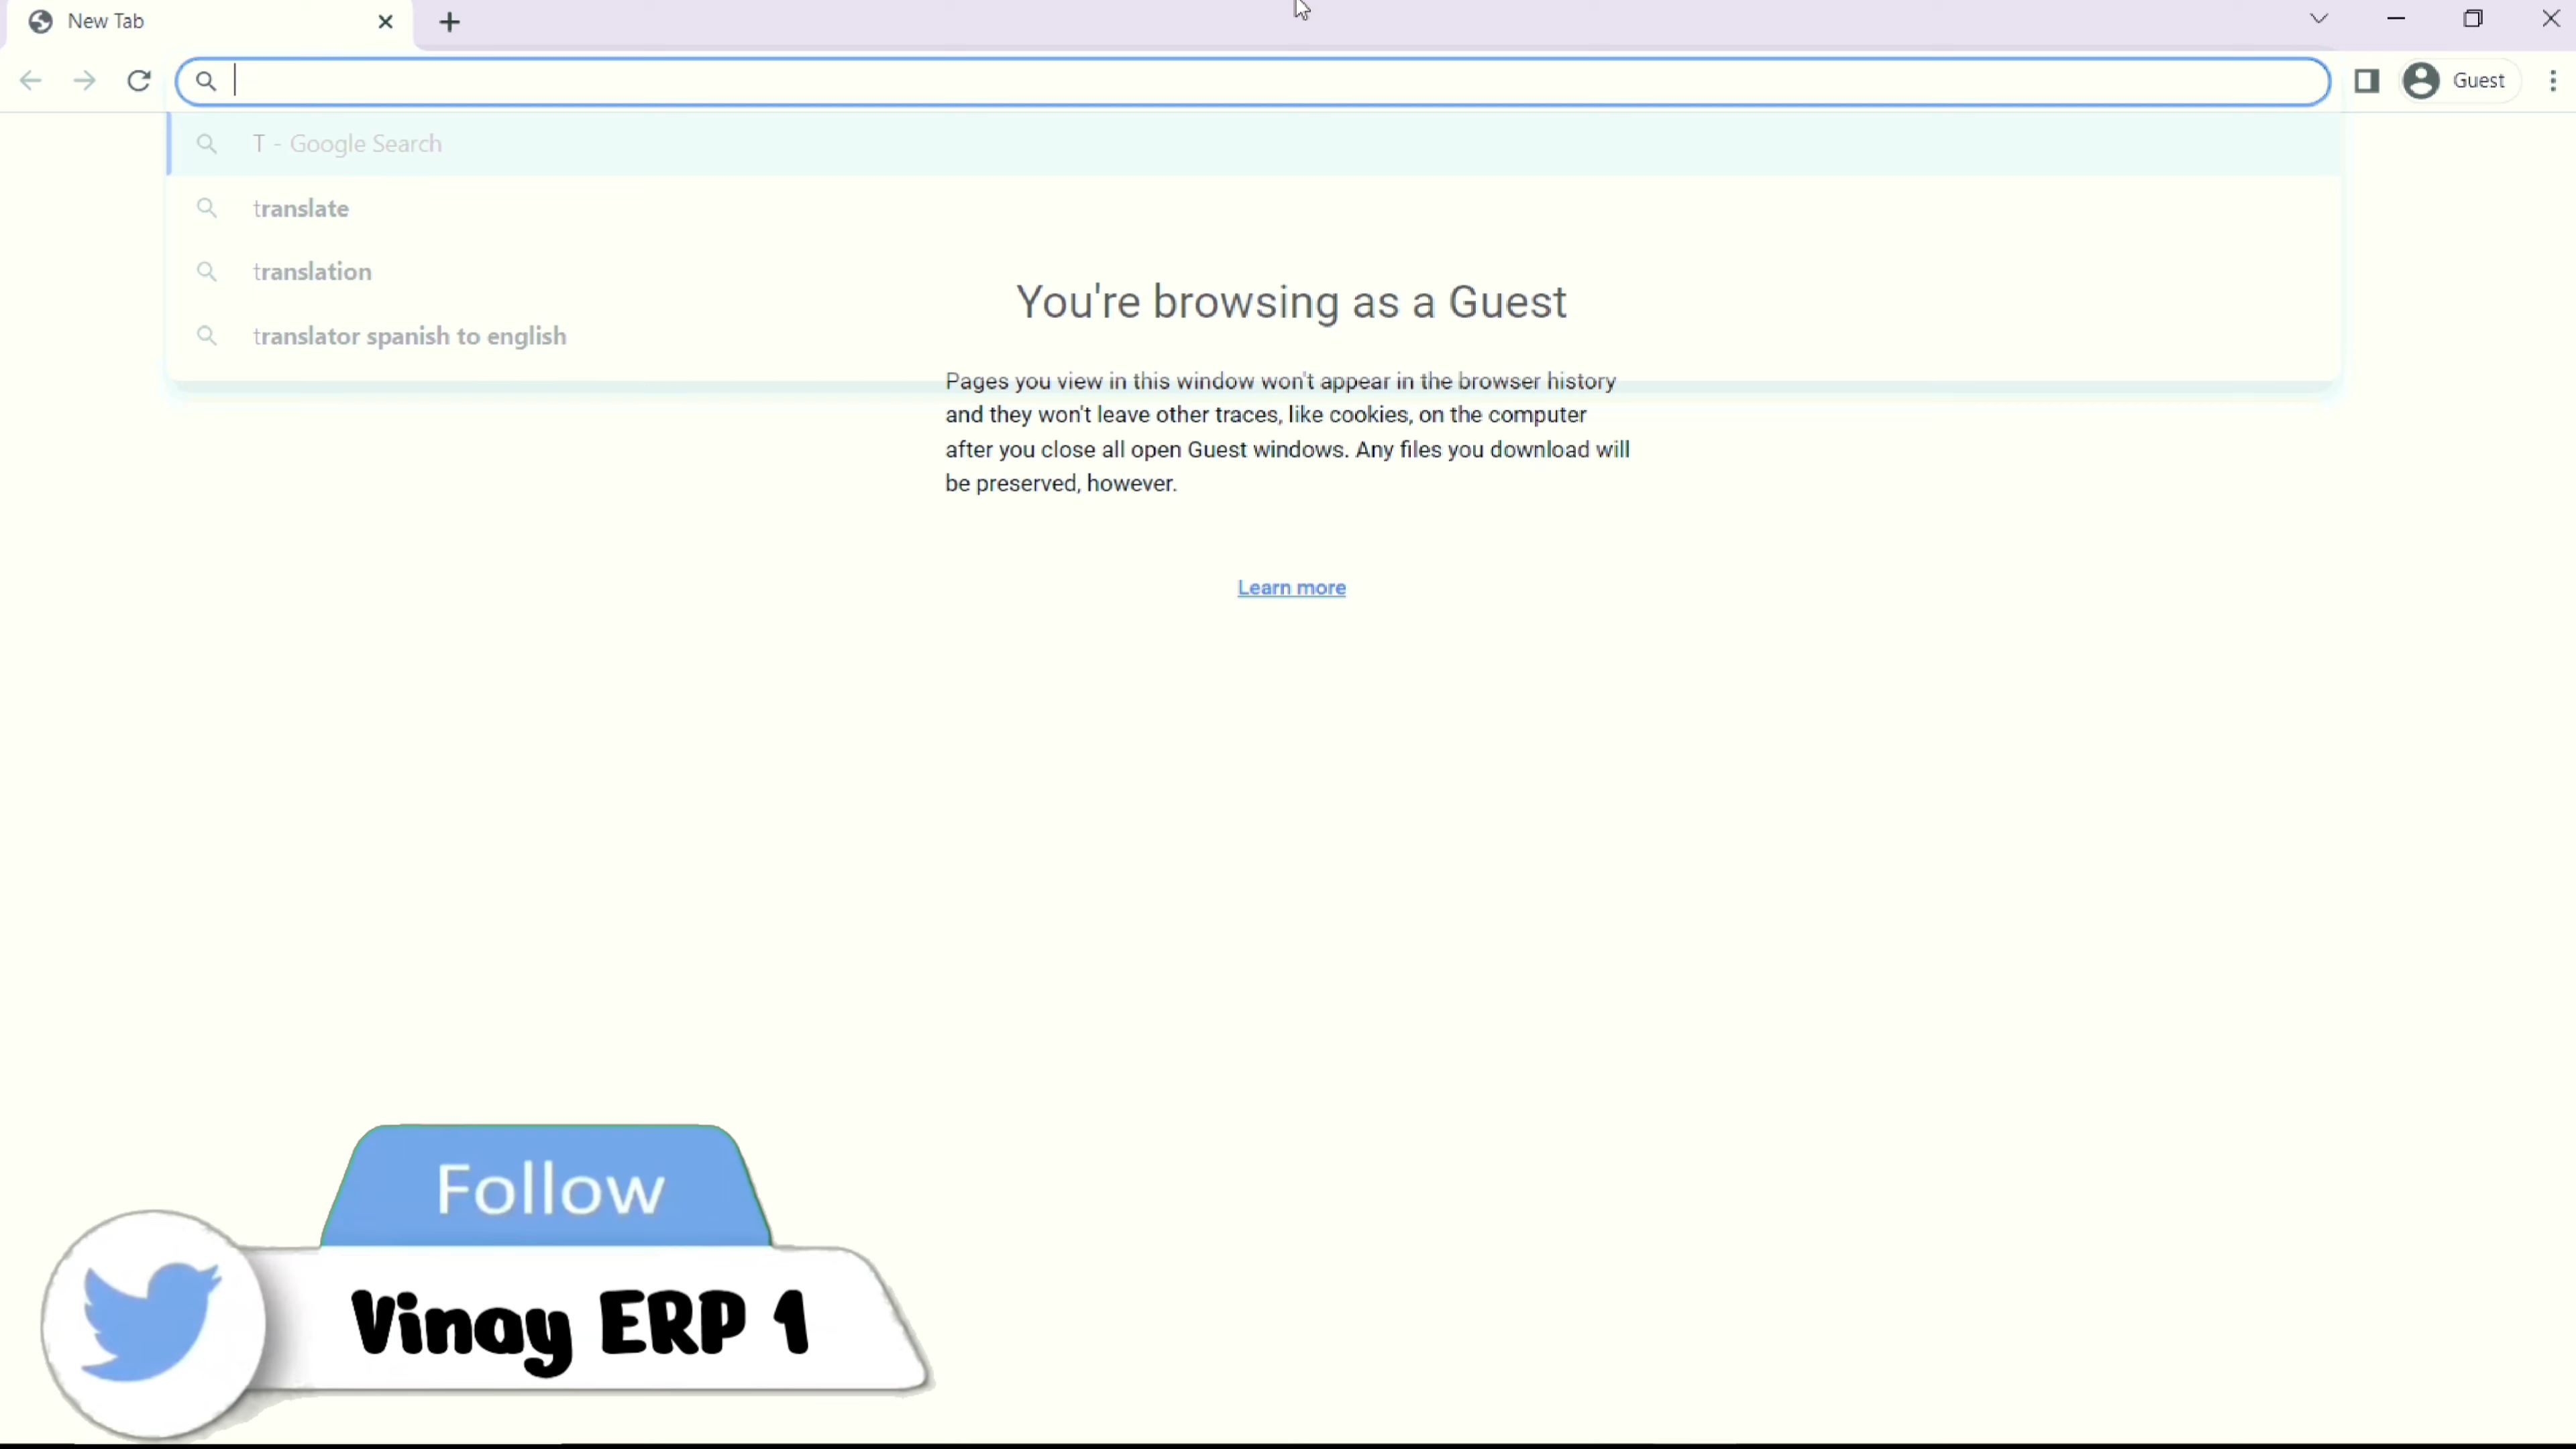 New Tab
Guest
T - Google Search
translate
translation
translator spanish to english
You're browsing as a Guest
Pages you view in this window won't appear in the browser history
and they won't leave other traces, like cookies, on the computer
after you close all open Guest windows. Any files you download will
be preserved, however.
Learn more
Follow
Vinay ERP 1